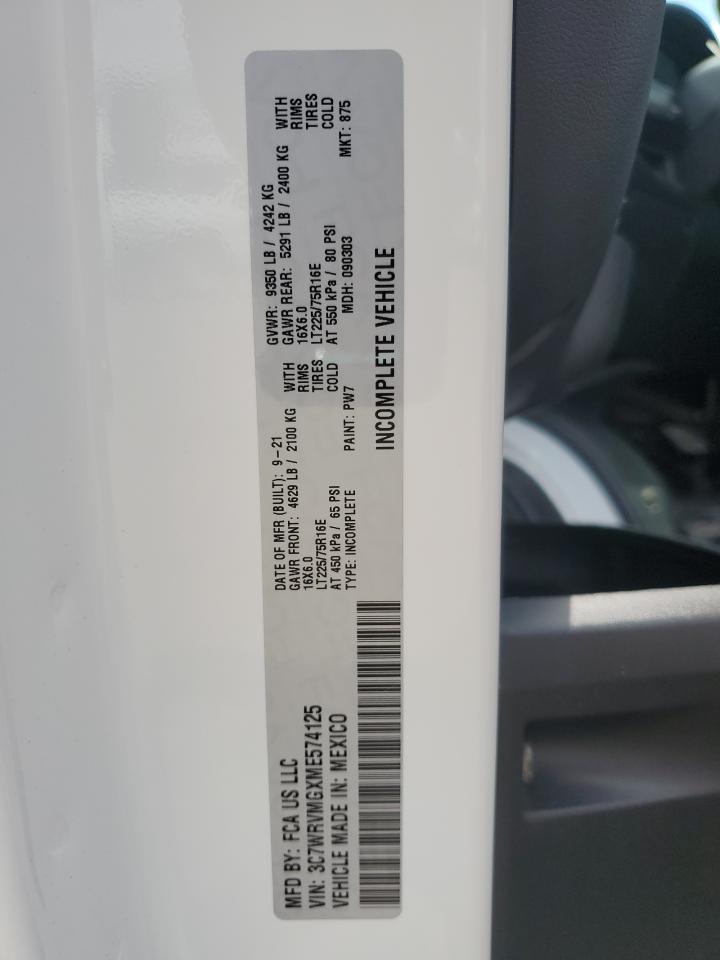 MFD BY: FCA US LLC
VIN: 3C7WRVMGXME574125
VEHICLE MADE IN: MEXICO
DATE OF MFR (BUILT): 9-21
GVWR: 9350 LB / 4242 KG
GAWR FRONT: 4629 LB / 2100 KG WITH
GAWR REAR: 5291 LB / 2400 KG WITH
16X6.0 RIMS
16X6.0 RIMS
LT225/75R16E TIRES
LT225/75R16E TIRES
AT 450 kPa / 65 PSI COLD
AT 550 kPa / 80 PSI COLD
TYPE: INCOMPLETE PAINT: PW7 MDH: 090303 MKT: 875
INCOMPLETE VEHICLE